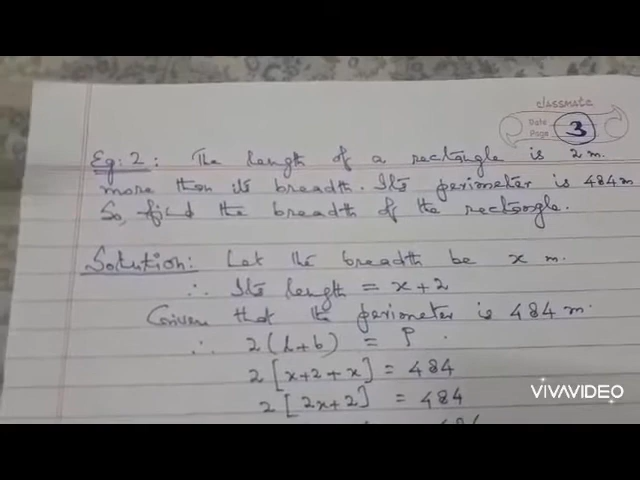 classmate
Date
Page 3
Eg: 2: The length of a rectangle is 2 m.
more then its breadth. Its perimeter is 484 m
So, find the breadth of the rectangle.
Solution: Let the breadth be x m.
∴ Its length = x + 2
Given that the perimeter is 484 m.
∴ 2(l+b) = P.
2[x+2+x] = 484
2[2x+2] = 484
VIVAVIDEO